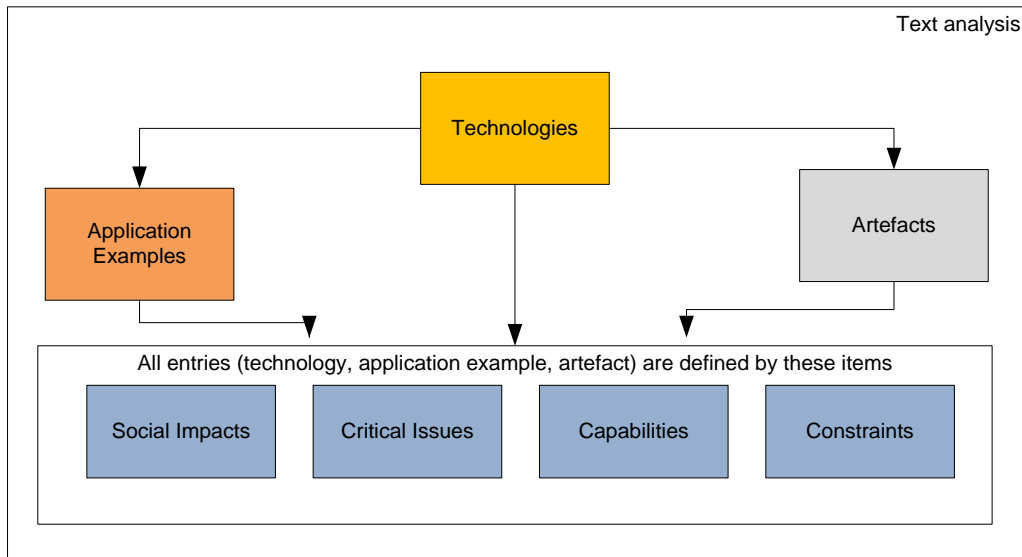 Text analysis
Technologies
Application
Examples
Artefacts
All entries (technology, application example, artefact) are defined by these items
Social Impacts
Critical Issues
Capabilities
Constraints